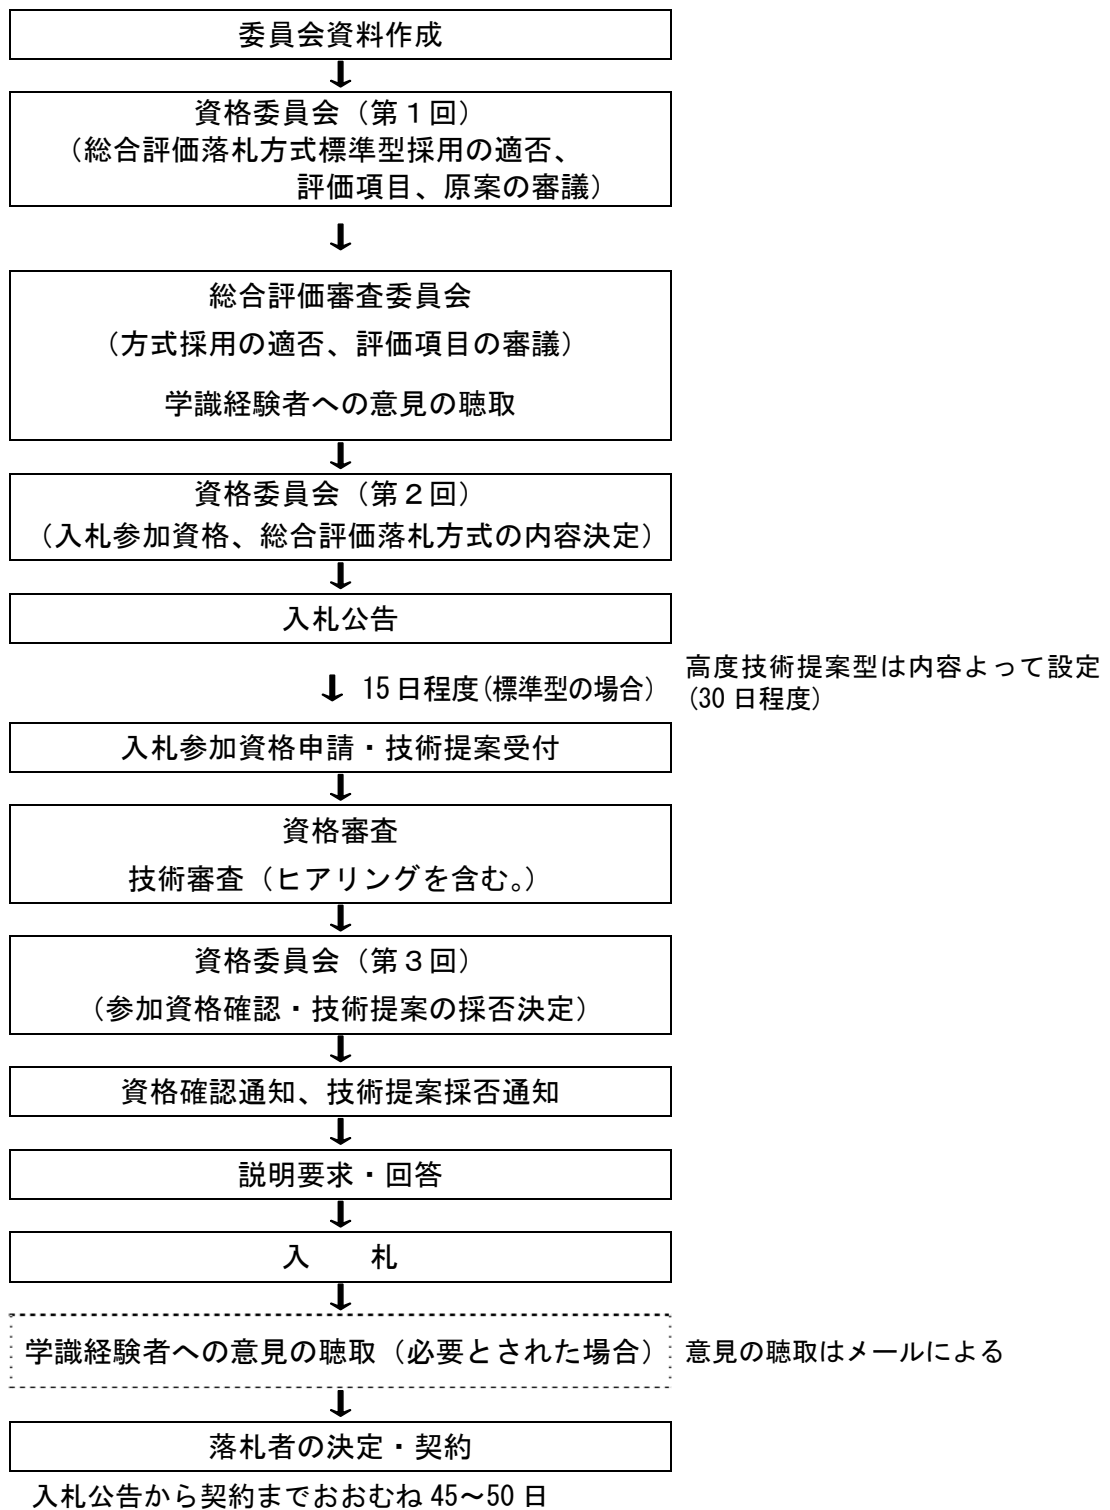 委員会資料作成
↓
資格委員会（第１回）
（総合評価落札方式標準型採用の適否、
評価項目、原案の審議）
↓
総合評価審査委員会
（方式採用の適否、評価項目の審議）
学識経験者への意見の聴取
↓
資格委員会（第２回）
（入札参加資格、総合評価落札方式の内容決定）
↓
入札公告
↓ 15日程度(標準型の場合)
高度技術提案型は内容よって設定
(30日程度)
入札参加資格申請・技術提案受付
↓
資格審査
技術審査（ヒアリングを含む。）
↓
資格委員会（第３回）
（参加資格確認・技術提案の採否決定）
↓
資格確認通知、技術提案採否通知
↓
説明要求・回答
↓
入　　札
↓
学識経験者への意見の聴取（必要とされた場合）
意見の聴取はメールによる
↓
落札者の決定・契約
入札公告から契約までおおむね45～50日